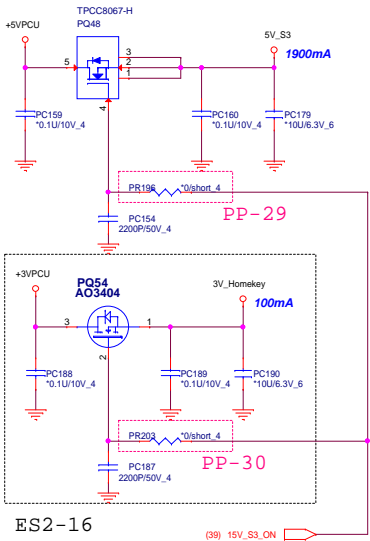 TPCC8067-H
PQ48
+5VPCU
5V_S3
1900mA
5
3
2
1
4
PC159
*0.1U/10V_4
PC160
*0.1U/10V_4
PC179
*10U/6.3V_6
PR196
*0/short_4
PP-29
PC154
2200P/50V_4
+3VPCU
PQ54
AO3404
3V_Homekey
100mA
3
1
2
PC188
*0.1U/10V_4
PC189
*0.1U/10V_4
PC190
*10U/6.3V_6
PR203
*0/short_4
PP-30
PC187
2200P/50V_4
ES2-16
(39) 15V_S3_ON